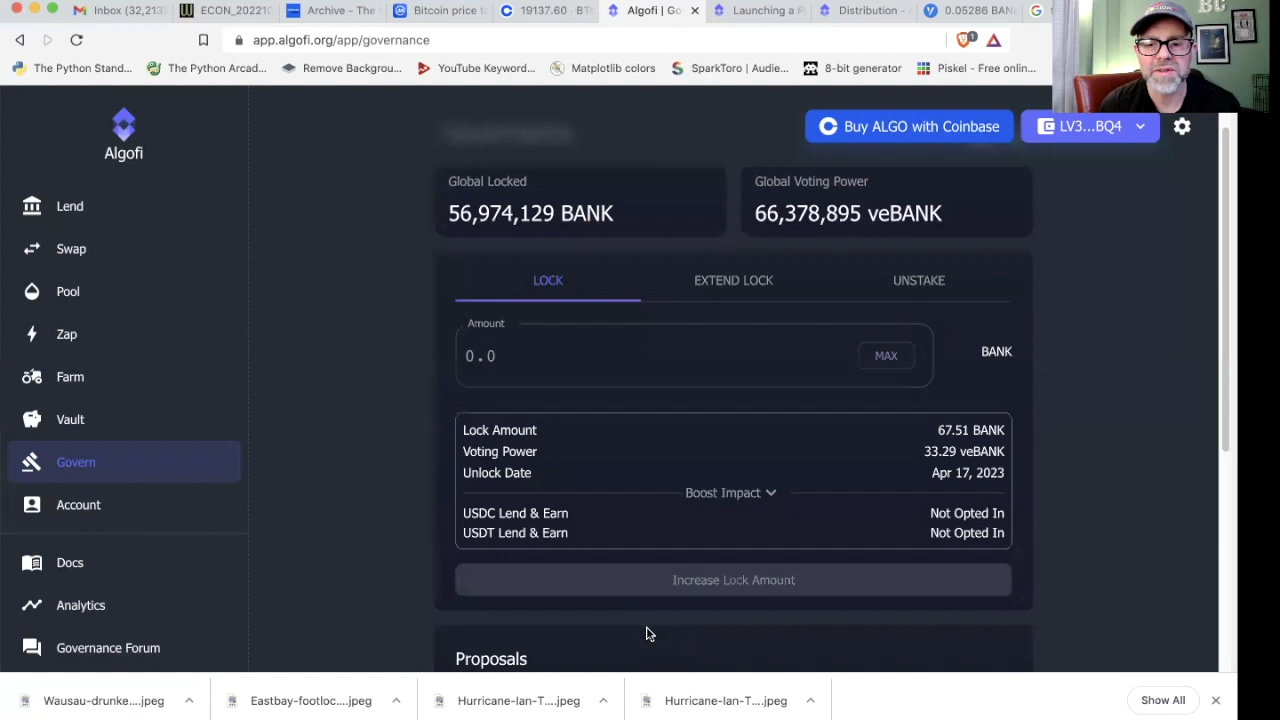 Inbox (32,213
ECON_20221(
Archive - The
Bitcoin price to
19137.60 - BT
Algofi | Go
Launching a P
Distribution -
0.05286 BAN
app.algofi.org/app/governance
1
The Python Stand...
The Python Arcad...
Remove Backgrou...
YouTube Keyword...
Matplotlib colors
SparkToro | Audie...
8-bit generator
Piskel - Free onlin...
Algofi
Buy ALGO with Coinbase
LV3...BQ4
Lend
Swap
Pool
Zap
Farm
Vault
Govern
Account
Docs
Analytics
Governance Forum
Global Locked
56,974,129 BANK
Global Voting Power
66,378,895 veBANK
LOCK
EXTEND LOCK
UNSTAKE
Amount
0.0
MAX
BANK
Lock Amount 67.51 BANK
Voting Power 33.29 veBANK
Unlock Date Apr 17, 2023
Boost Impact
USDC Lend & Earn Not Opted In
USDT Lend & Earn Not Opted In
Increase Lock Amount
Proposals
Wausau-drunke....jpeg
Eastbay-footloc....jpeg
Hurricane-Ian-T....jpeg
Hurricane-Ian-T....jpeg
Show All